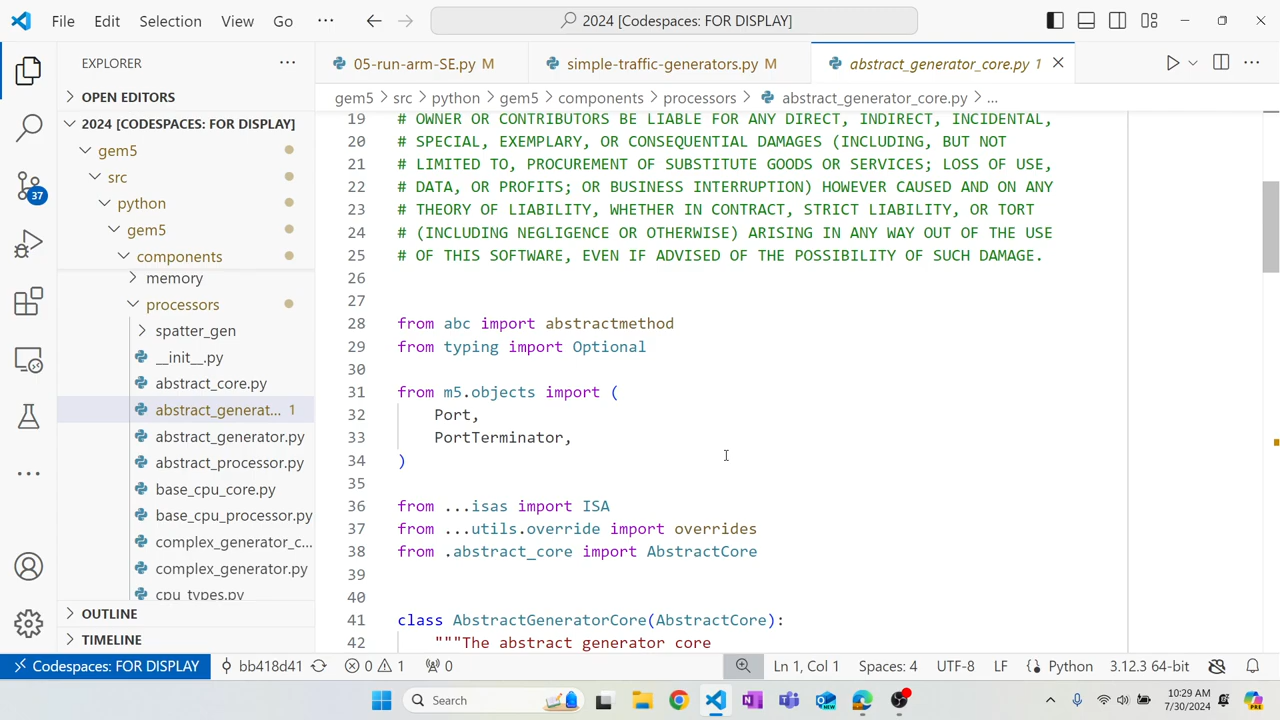 File Edit Selection View Go ··· 2024 [Codespaces: FOR DISPLAY]
EXPLORER ···
OPEN EDITORS
2024 [CODESPACES: FOR DISPLAY]
gem5
src
python
gem5
components
memory
processors
spatter_gen
__init__.py
abstract_core.py
abstract_generat... 1
abstract_generator.py
abstract_processor.py
base_cpu_core.py
base_cpu_processor.py
complex_generator_c...
complex_generator.py
cpu_types.py
OUTLINE
TIMELINE
37
05-run-arm-SE.py M simple-traffic-generators.py M abstract_generator_core.py 1
gem5 > src > python > gem5 > components > processors > abstract_generator_core.py > ...
19 # OWNER OR CONTRIBUTORS BE LIABLE FOR ANY DIRECT, INDIRECT, INCIDENTAL,
20 # SPECIAL, EXEMPLARY, OR CONSEQUENTIAL DAMAGES (INCLUDING, BUT NOT
21 # LIMITED TO, PROCUREMENT OF SUBSTITUTE GOODS OR SERVICES; LOSS OF USE,
22 # DATA, OR PROFITS; OR BUSINESS INTERRUPTION) HOWEVER CAUSED AND ON ANY
23 # THEORY OF LIABILITY, WHETHER IN CONTRACT, STRICT LIABILITY, OR TORT
24 # (INCLUDING NEGLIGENCE OR OTHERWISE) ARISING IN ANY WAY OUT OF THE USE
25 # OF THIS SOFTWARE, EVEN IF ADVISED OF THE POSSIBILITY OF SUCH DAMAGE.
26
27
28 from abc import abstractmethod
29 from typing import Optional
30
31 from m5.objects import (
32 Port,
33 PortTerminator,
34 )
35
36 from ...isas import ISA
37 from ...utils.override import overrides
38 from .abstract_core import AbstractCore
39
40
41 class AbstractGeneratorCore(AbstractCore):
42 """The abstract generator core
Codespaces: FOR DISPLAY bb418d41 0 1 0 Ln 1, Col 1 Spaces: 4 UTF-8 LF Python 3.12.3 64-bit
Search
10:29 AM
7/30/2024
PRE